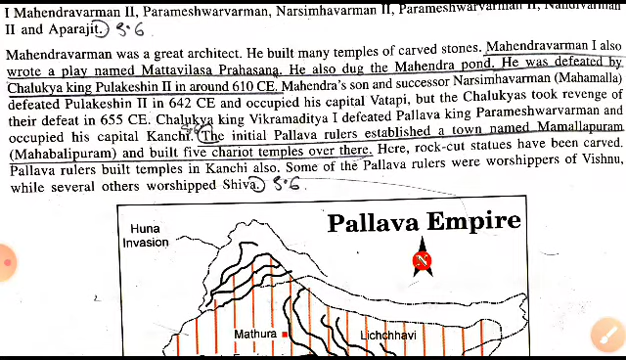 I Mahendravarman II, Parameshwarvarman, Narsimhavarman II, Parameshwarvarman II, Nandivarman
II and Aparajit. 5.6
Mahendravarman was a great architect. He built many temples of carved stones. Mahendravarman I also
wrote a play named Mattavilasa Prahasana. He also dug the Mahendra pond. He was defeated by
Chalukya king Pulakeshin II in around 610 CE. Mahendra's son and successor Narsimhavarman (Mahamalla)
defeated Pulakeshin II in 642 CE and occupied his capital Vatapi, but the Chalukyas took revenge of
their defeat in 655 CE. Chalukya king Vikramaditya I defeated Pallava king Parameshwarvarman and
occupied his capital Kanchi. The initial Pallava rulers established a town named Mamallapuram
(Mahabalipuram) and built five chariot temples over there. Here, rock-cut statues have been carved.
Pallava rulers built temples in Kanchi also. Some of the Pallava rulers were worshippers of Vishnu,
while several others worshipped Shiva. 5.6
Pallava Empire
Huna
Invasion
N
Mathura
Lichchhavi